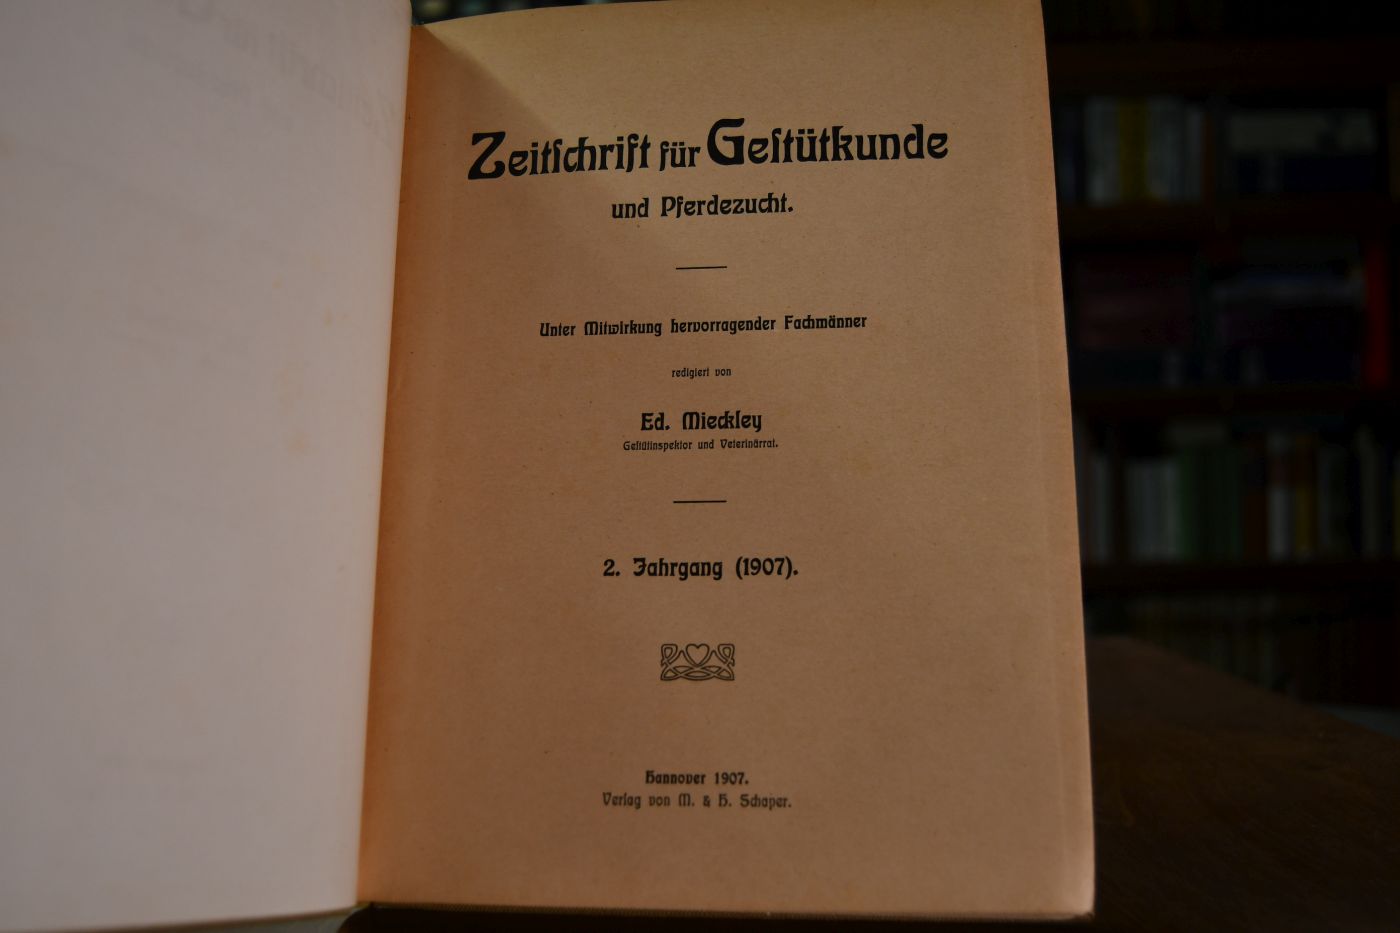 Zeitſchrift für Geſtütkunde
und Pferdezucht.
Unter Mitwirkung hervorragender Fachmänner
redigiert von
Ed. Mieckley
Geſtütinspektor und Veterinärrat.
2. Jahrgang (1907).
Hannover 1907.
Verlag von M. & H. Schaper.